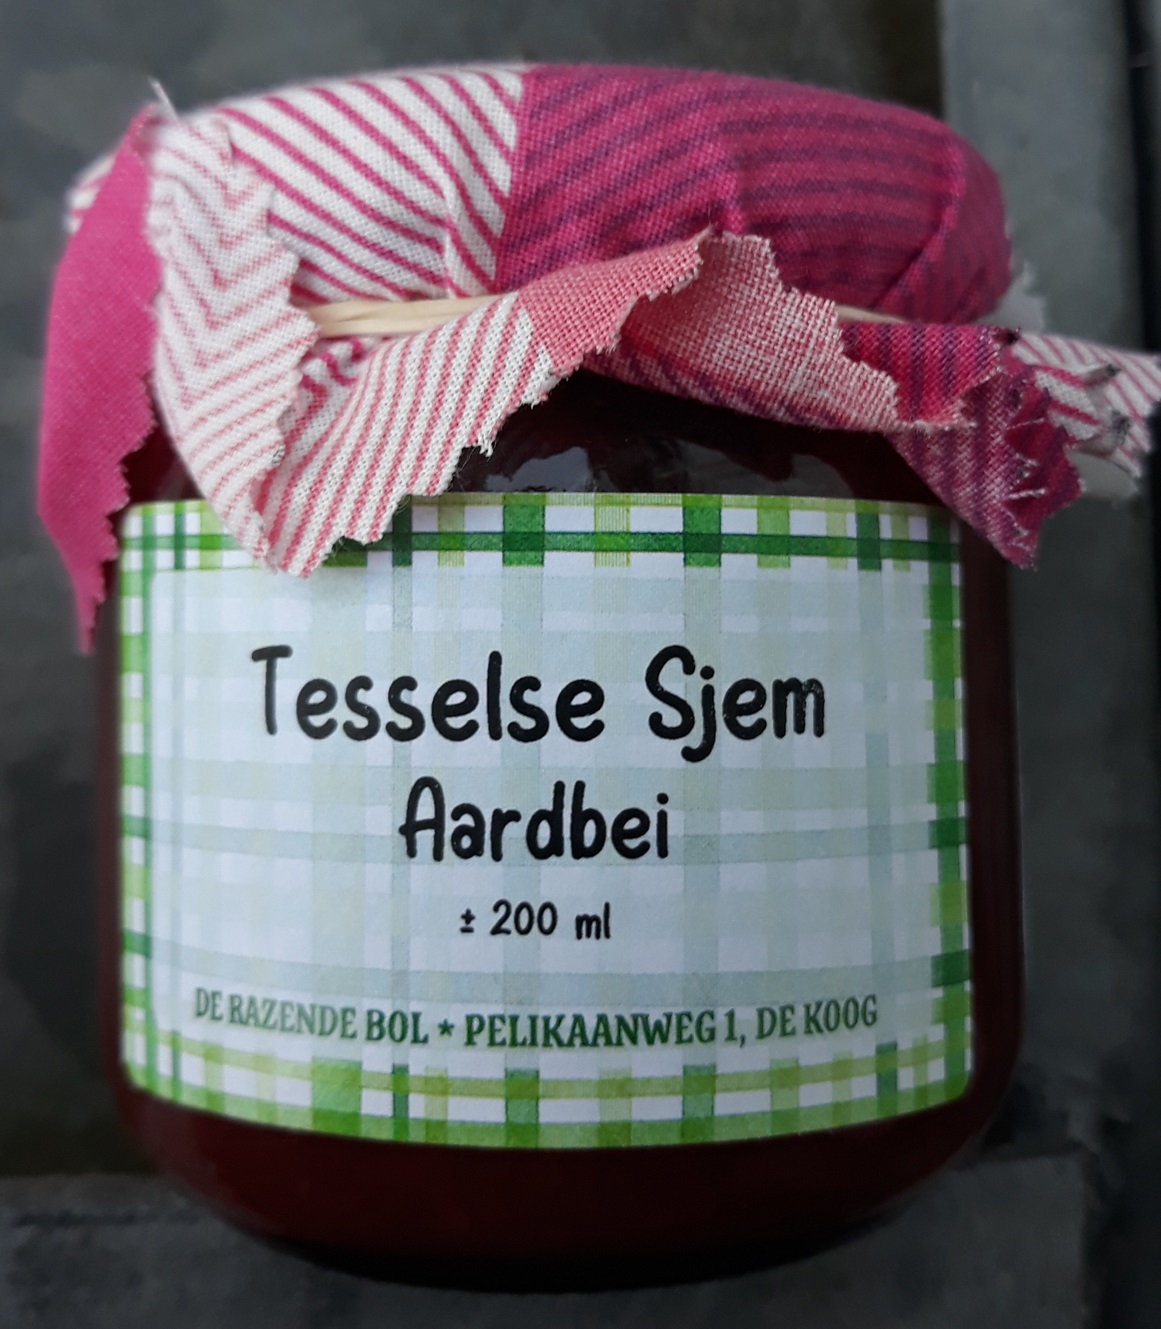 Tesselse Sjem
Aardbei
± 200 ml
DE RAZENDE BOL * PELIKAANWEG 1, DE KOOG